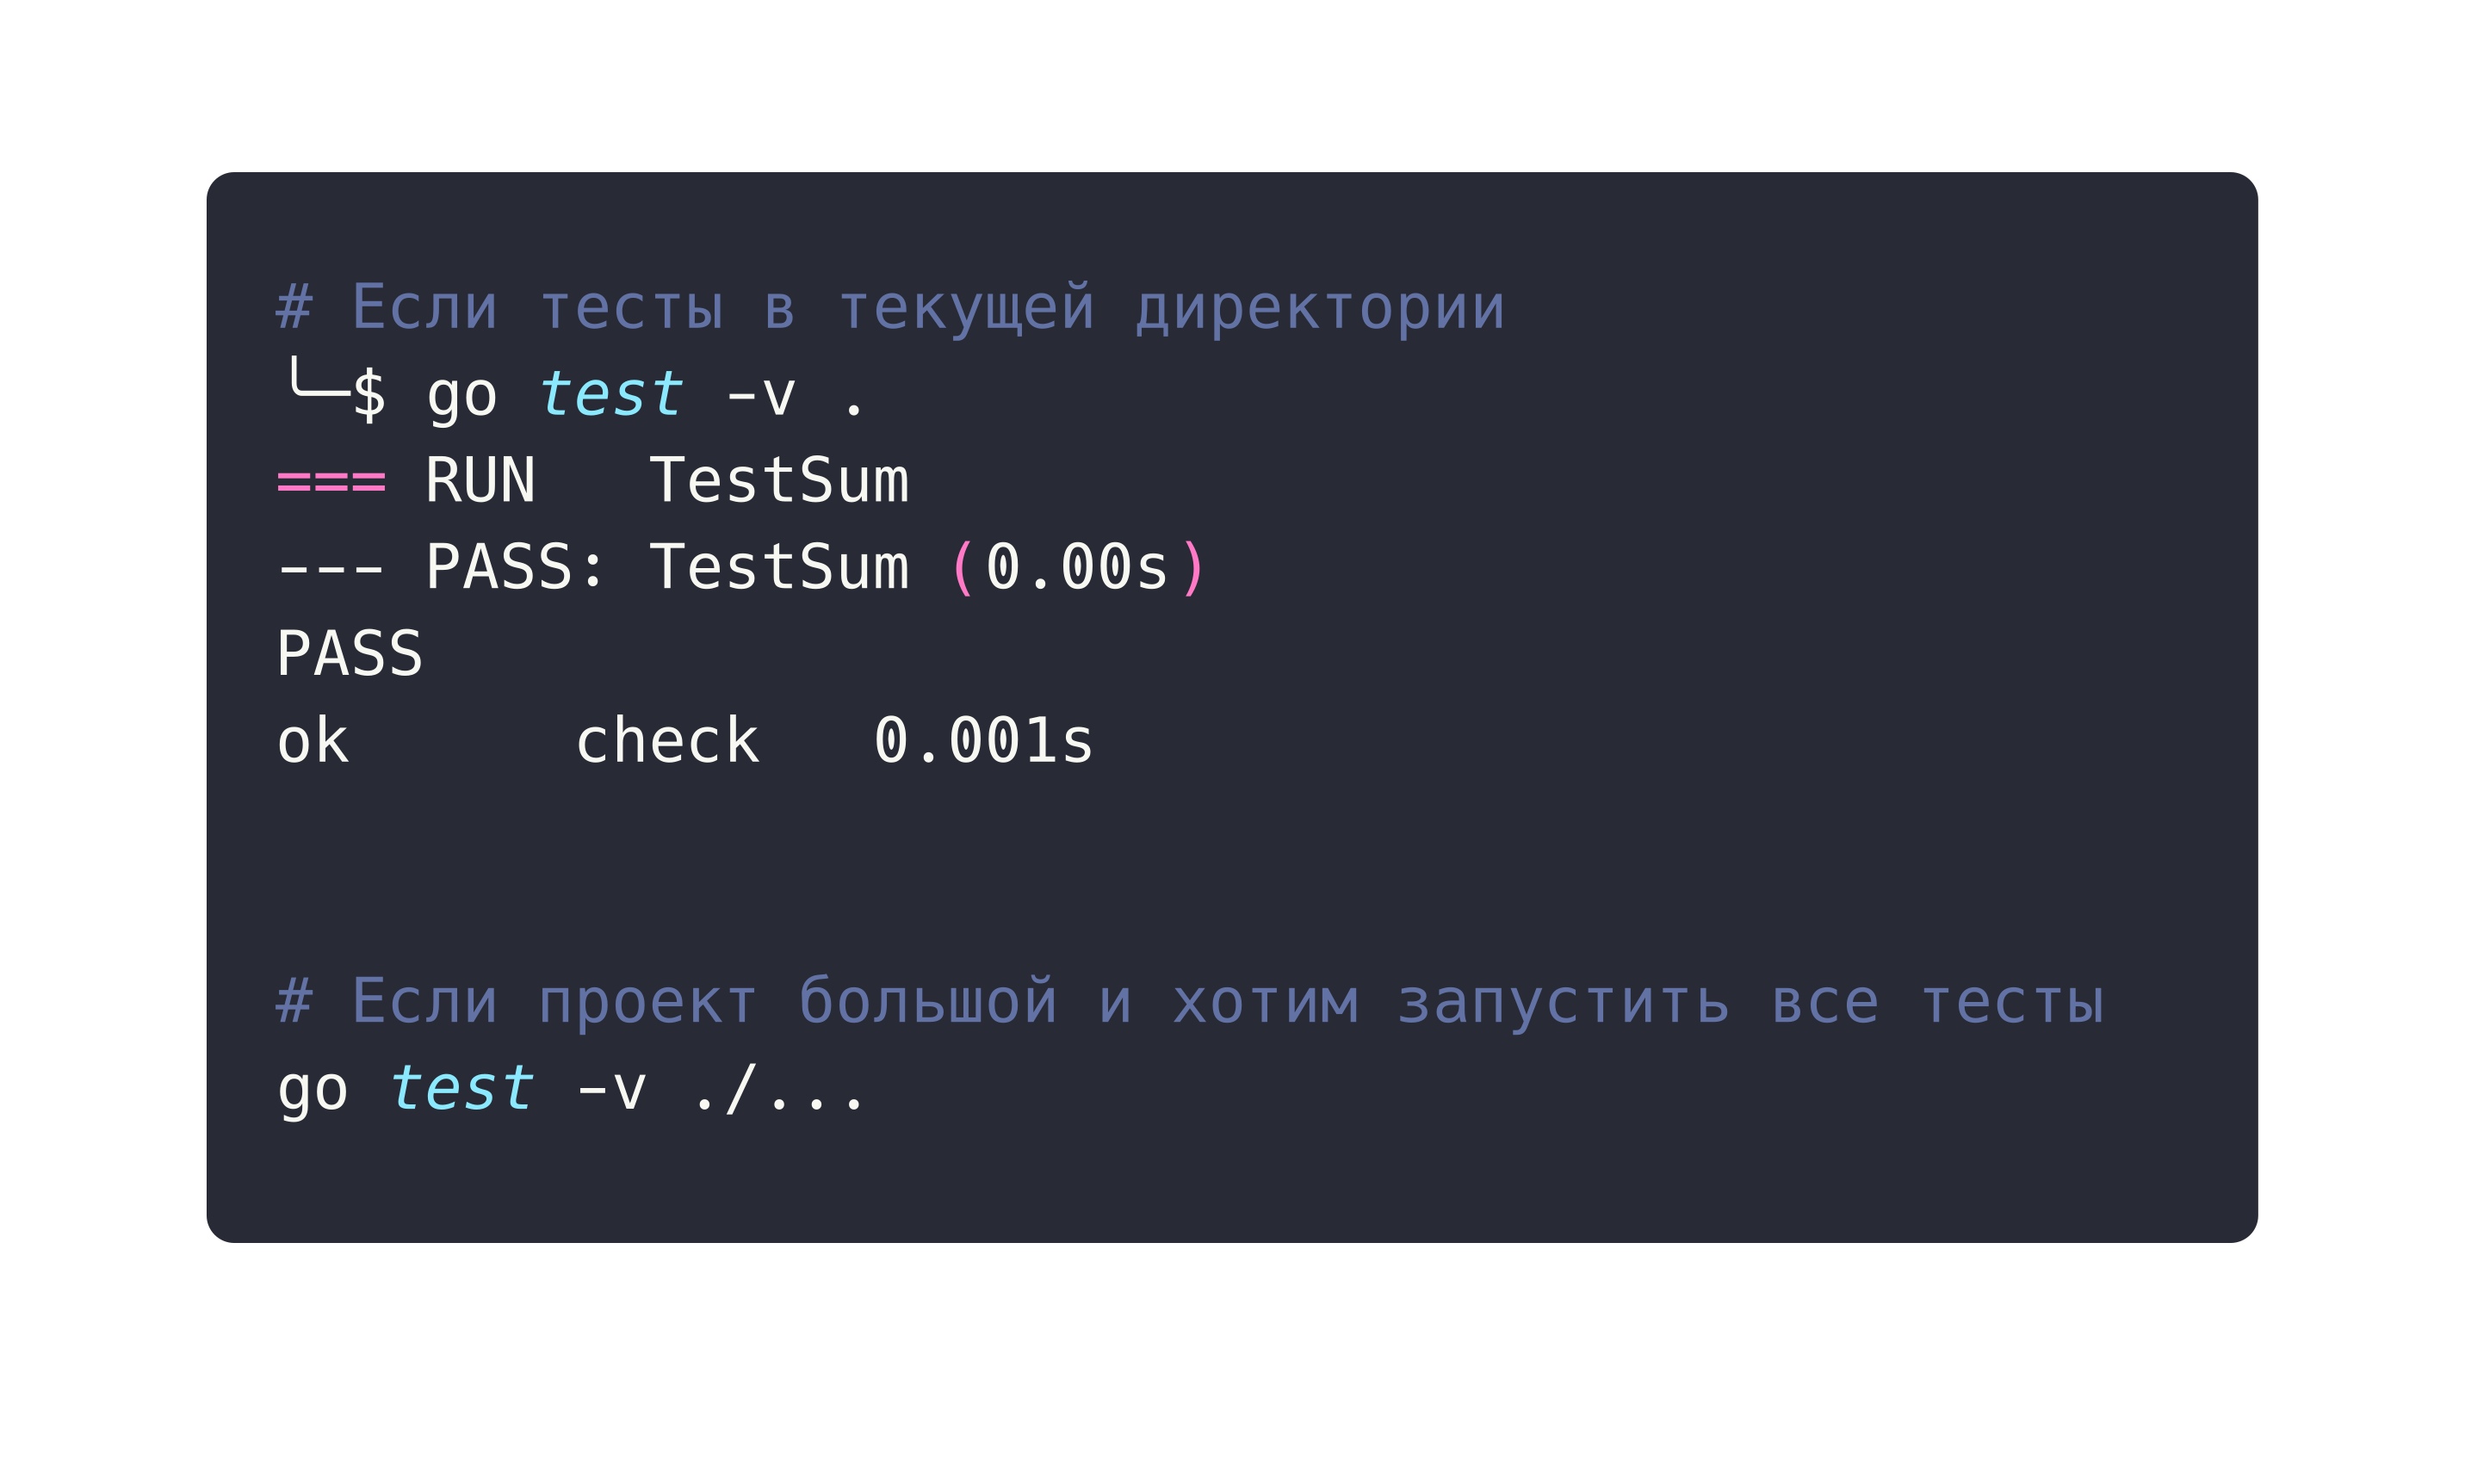 # Если тесты в текущей директории
╰─$ go test -v .
=== RUN   TestSum
--- PASS: TestSum (0.00s)
PASS
ok      check   0.001s
# Если проект большой и хотим запустить все тесты
go test -v ./...